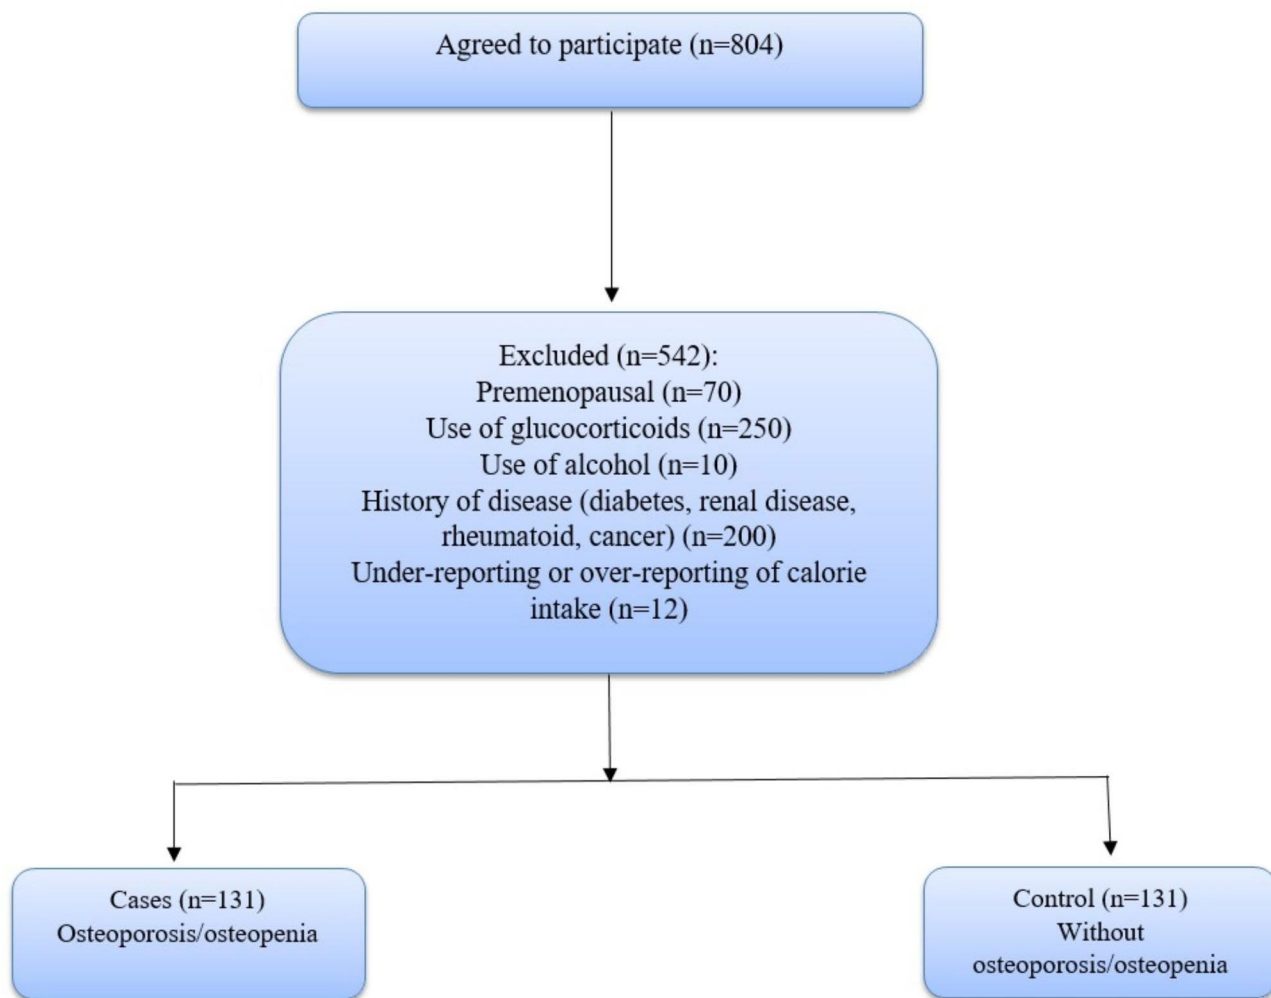 Agreed to participate (n=804)
Excluded (n=542):
Premenopausal (n=70)
Use of glucocorticoids (n=250)
Use of alcohol (n=10)
History of disease (diabetes, renal disease,
rheumatoid, cancer) (n=200)
Under-reporting or over-reporting of calorie
intake (n=12)
Cases (n=131)
Osteoporosis/osteopenia
Control (n=131)
Without
osteoporosis/osteopenia